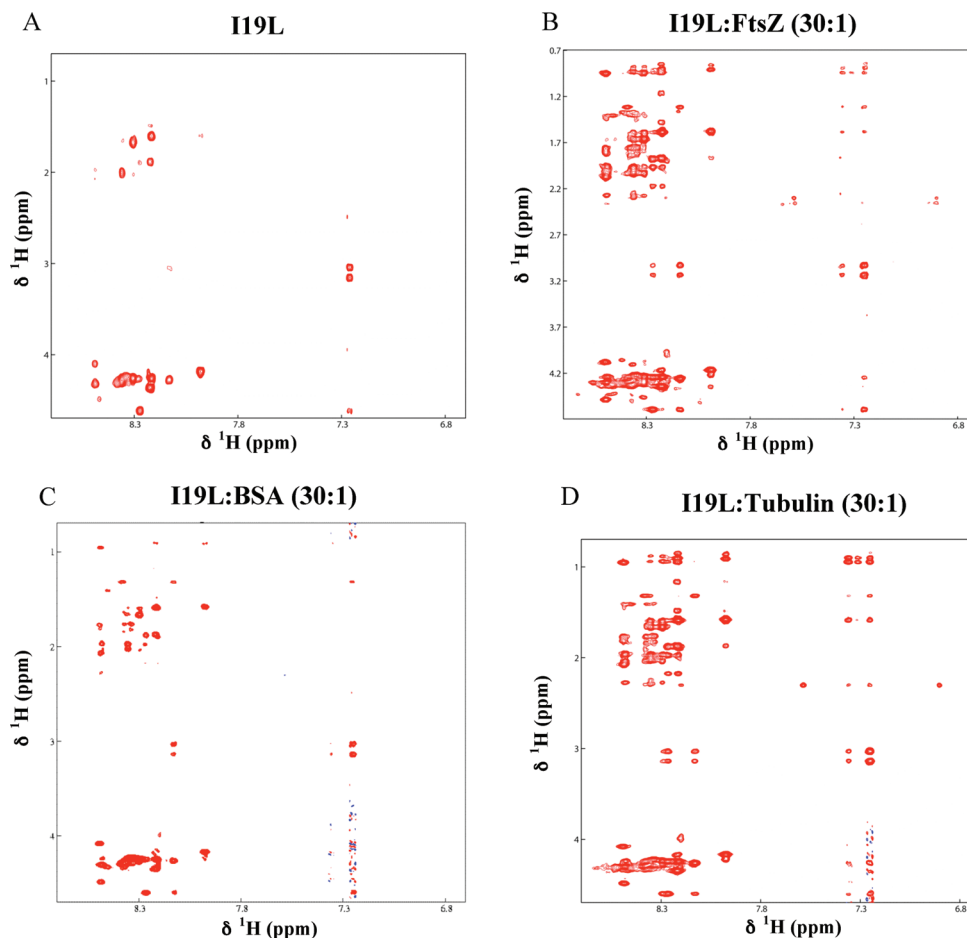 A
I19L
1
2
3
4
δ ¹H (ppm)
8.3 7.8 7.3 6.8
δ ¹H (ppm)
B
I19L:FtsZ (30:1)
0.7
1.2
1.7
2.2
2.7
3.2
3.7
4.2
δ ¹H (ppm)
8.3 7.8 7.3 6.8
δ ¹H (ppm)
C
I19L:BSA (30:1)
1
2
3
4
δ ¹H (ppm)
8.3 7.8 7.3
δ ¹H (ppm)
D
I19L:Tubulin (30:1)
1
2
3
4
δ ¹H (ppm)
8.3 7.8 7.3 6.8
δ ¹H (ppm)